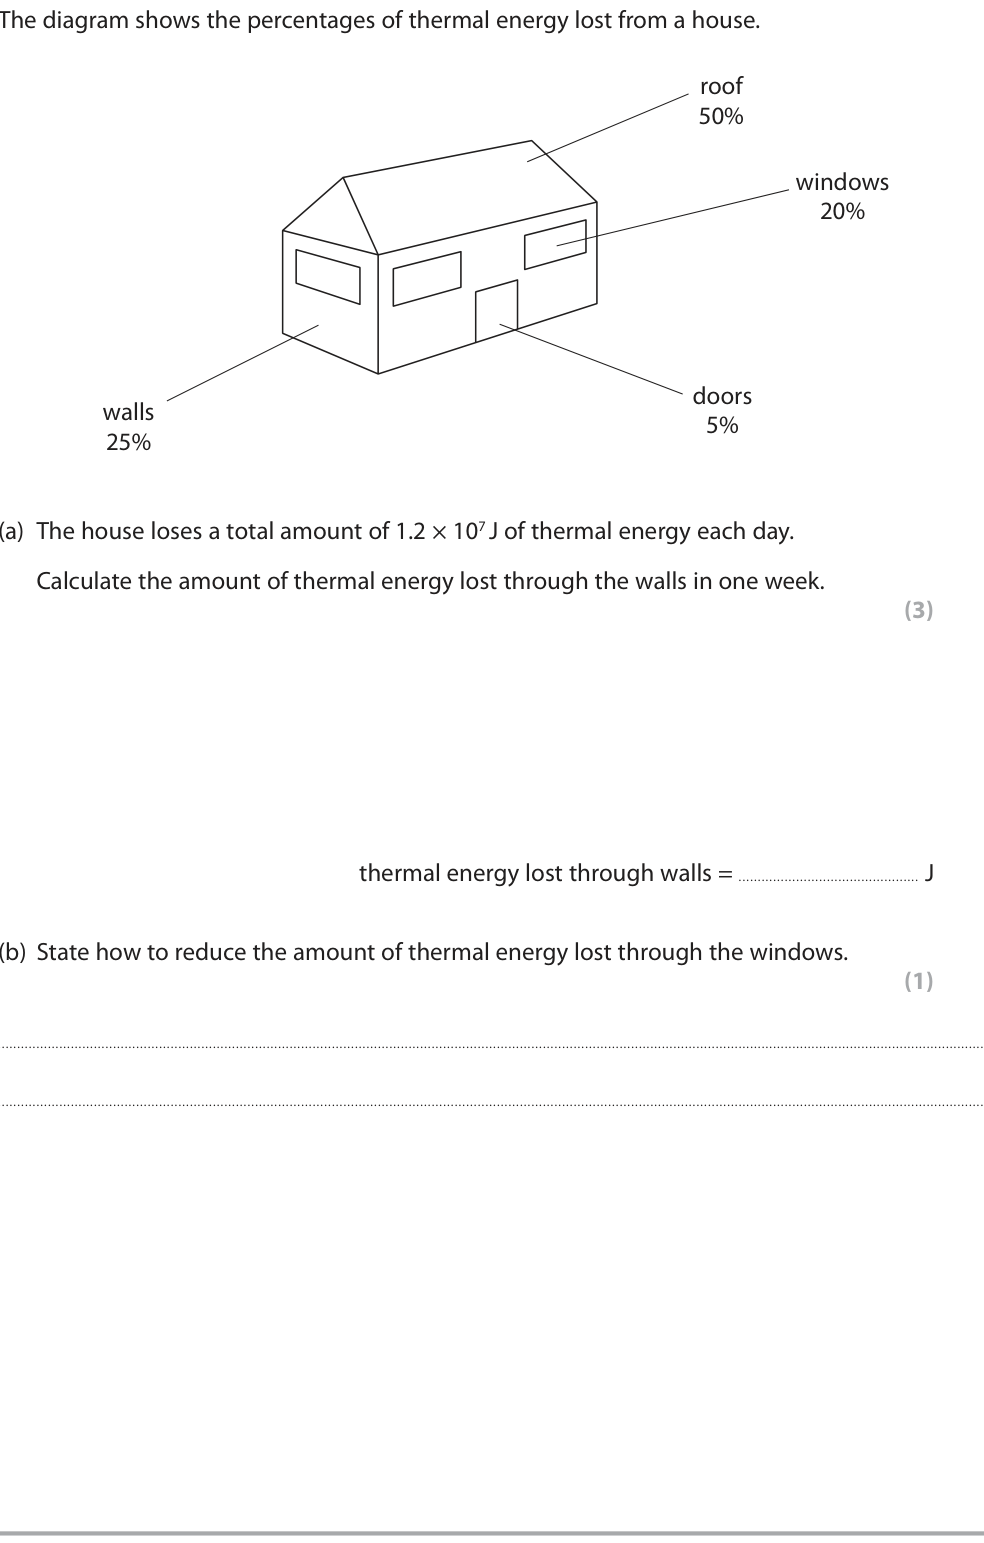 The diagram shows the percentages of thermal energy lost from a house.
roof
50%
windows
20%
doors
5%
walls
25%
(a) The house loses a total amount of 1.2 × 10⁷ J of thermal energy each day.
Calculate the amount of thermal energy lost through the walls in one week.
(3)
thermal energy lost through walls = ............................................... J
(b) State how to reduce the amount of thermal energy lost through the windows.
(1)